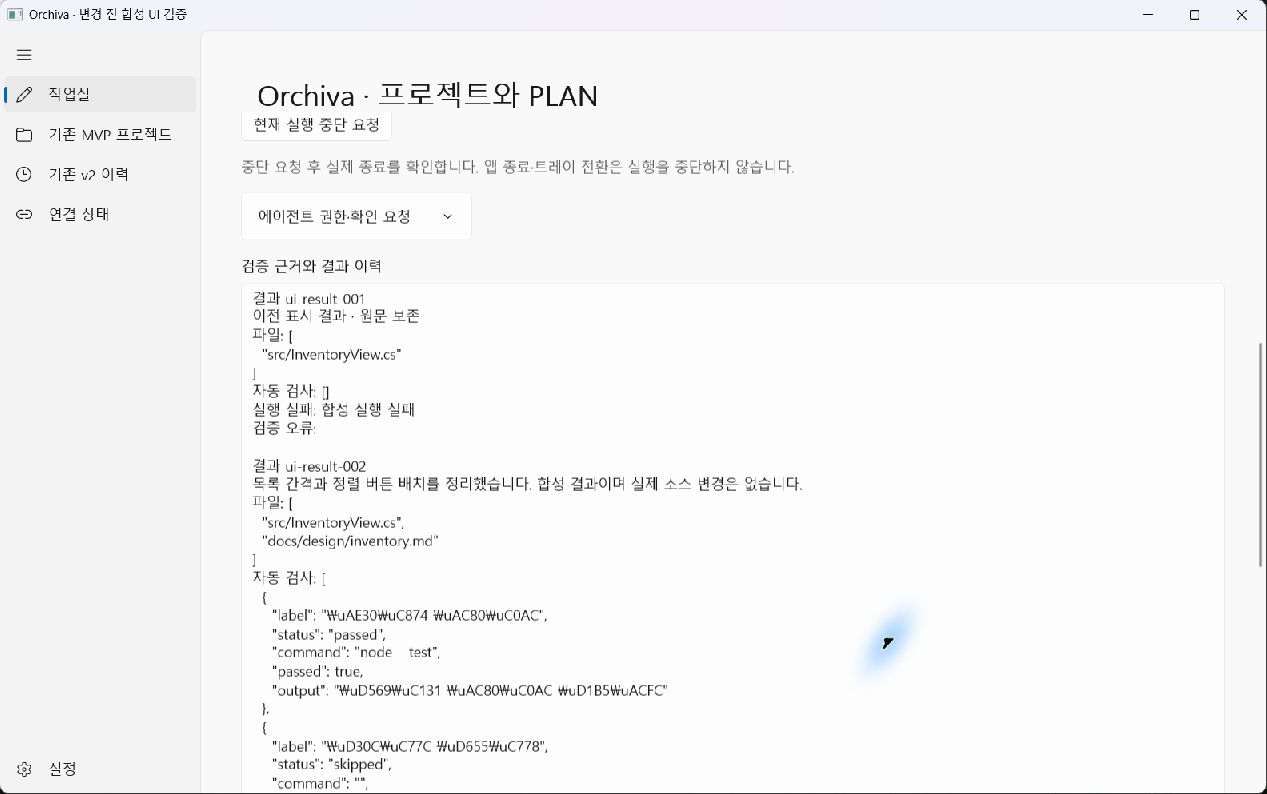 Orchiva · 변경 전 합성 UI 검증
작업실
기존 MVP 프로젝트
기존 v2 이력
연결 상태
설정
Orchiva · 프로젝트와 PLAN
현재 실행 중단 요청
중단 요청 후 실제 종료를 확인합니다. 앱 종료·트레이 전환은 실행을 중단하지 않습니다.
에이전트 권한·확인 요청
검증 근거와 결과 이력
결과 ui result 001
이전 표시 결과 · 원문 보존
파일: [
"src/InventoryView.cs"
]
자동 검사: []
실행 실패: 합성 실행 실패
검증 오류:
결과 ui-result-002
목록 간격과 정렬 버튼 배치를 정리했습니다. 합성 결과이며 실제 소스 변경은 없습니다.
파일: [
"src/InventoryView.cs",
"docs/design/inventory.md"
]
자동 검사: [
{
"label": "₩uAE30₩uC874 ₩uAC80₩uC0AC",
"status": "passed",
"command": "node test",
"passed": true,
"output": "₩uD569₩uC131 ₩uAC80₩uC0AC ₩uD1B5₩uACFC"
},
{
"label": "₩uD30C₩uC77C ₩uD655₩uC778",
"status": "skipped",
"command": "",